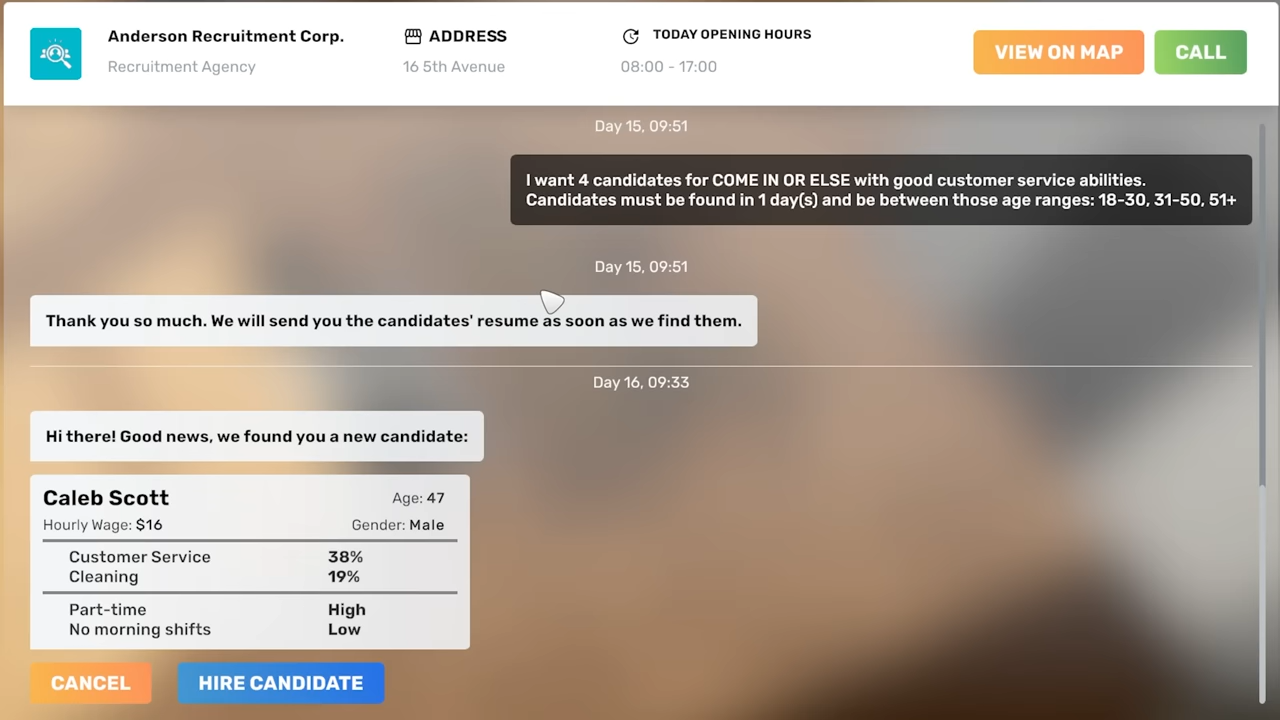 Anderson Recruitment Corp.
Recruitment Agency
ADDRESS
16 5th Avenue
TODAY OPENING HOURS
08:00 - 17:00
VIEW ON MAP
CALL
Day 15, 09:51
I want 4 candidates for COME IN OR ELSE with good customer service abilities.
Candidates must be found in 1 day(s) and be between those age ranges: 18-30, 31-50, 51+
Day 15, 09:51
Thank you so much. We will send you the candidates' resume as soon as we find them.
Day 16, 09:33
Hi there! Good news, we found you a new candidate:
Caleb Scott Age: 47
Hourly Wage: $16 Gender: Male
Customer Service 38%
Cleaning 19%
Part-time High
No morning shifts Low
CANCEL HIRE CANDIDATE